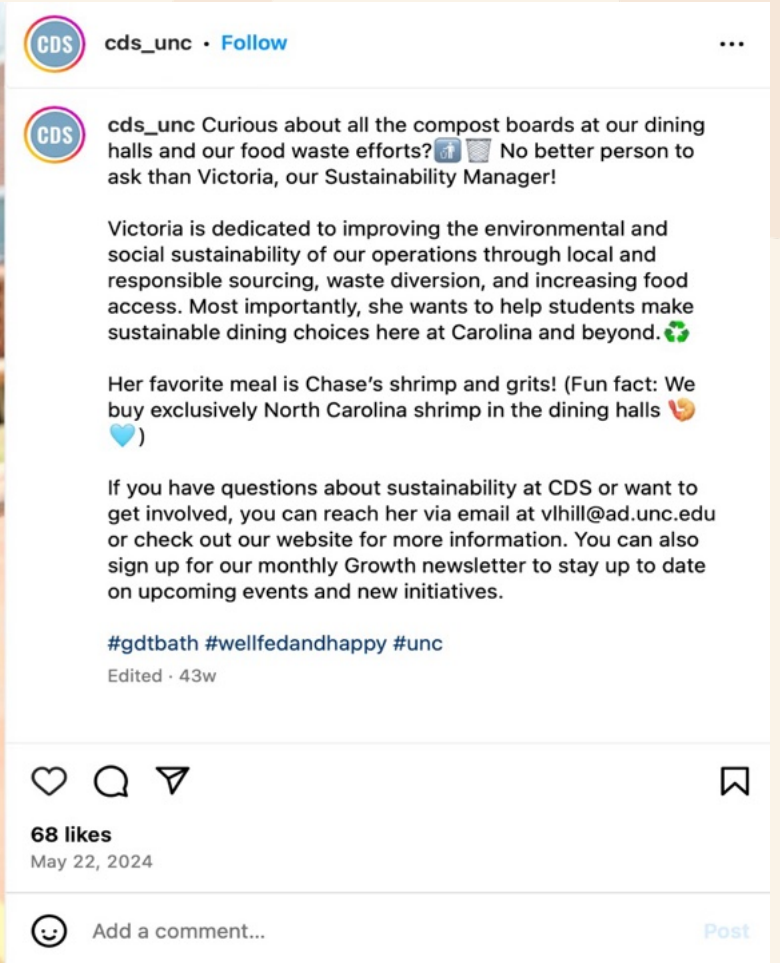 CDS
cds_unc • Follow
CDS
cds_unc Curious about all the compost boards at our dining
halls and our food waste efforts?🚮🗑️ No better person to
ask than Victoria, our Sustainability Manager!
Victoria is dedicated to improving the environmental and
social sustainability of our operations through local and
responsible sourcing, waste diversion, and increasing food
access. Most importantly, she wants to help students make
sustainable dining choices here at Carolina and beyond.♻️
Her favorite meal is Chase's shrimp and grits! (Fun fact: We
buy exclusively North Carolina shrimp in the dining halls 🍤
🩵)
If you have questions about sustainability at CDS or want to
get involved, you can reach her via email at vlhill@ad.unc.edu
or check out our website for more information. You can also
sign up for our monthly Growth newsletter to stay up to date
on upcoming events and new initiatives.
#gdtbath #wellfedandhappy #unc
Edited · 43w
68 likes
May 22, 2024
Add a comment...
Post